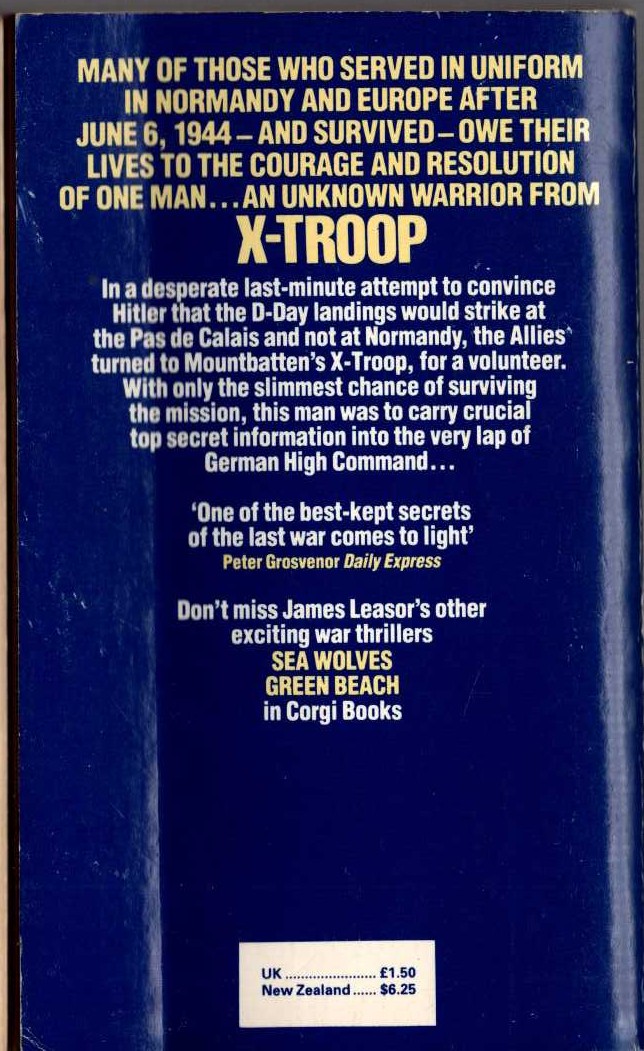 MANY OF THOSE WHO SERVED IN UNIFORM
IN NORMANDY AND EUROPE AFTER
JUNE 6, 1944 – AND SURVIVED – OWE THEIR
LIVES TO THE COURAGE AND RESOLUTION
OF ONE MAN...AN UNKNOWN WARRIOR FROM
X-TROOP
In a desperate last-minute attempt to convince
Hitler that the D-Day landings would strike at
the Pas de Calais and not at Normandy, the Allies
turned to Mountbatten's X-Troop, for a volunteer.
With only the slimmest chance of surviving
the mission, this man was to carry crucial
top secret information into the very lap of
German High Command...
'One of the best-kept secrets
of the last war comes to light'
Peter Grosvenor Daily Express
Don't miss James Leasor's other
exciting war thrillers
SEA WOLVES
GREEN BEACH
in Corgi Books
UK ....................... £1.50
New Zealand ...... $6.25